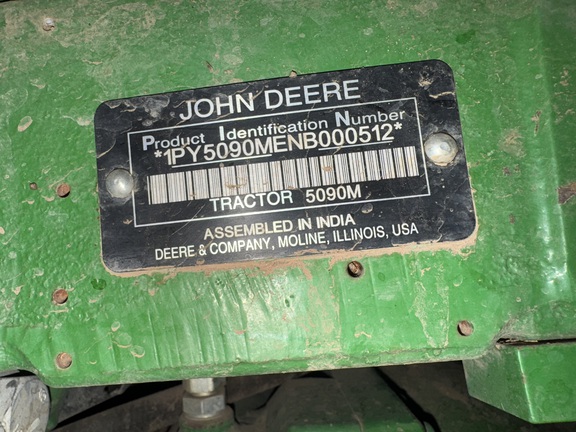 JOHN DEERE
Product Identification Number
*1PY5090MENB000512*
TRACTOR 5090M
ASSEMBLED IN INDIA
DEERE & COMPANY, MOLINE, ILLINOIS, USA